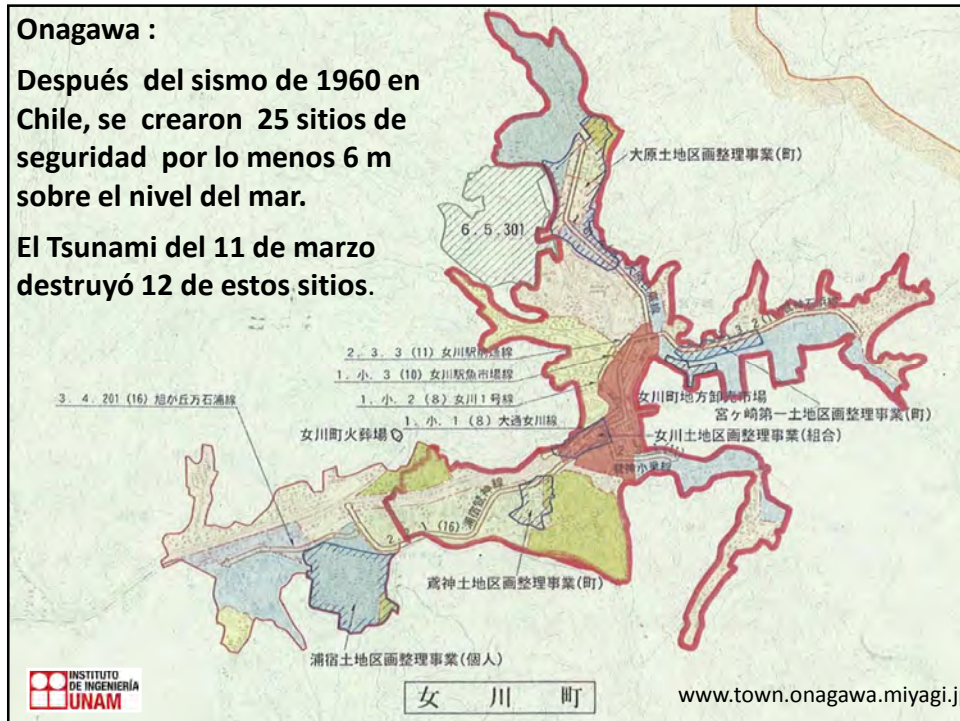 Onagawa :
Después del sismo de 1960 en
Chile, se crearon 25 sitios de
seguridad por lo menos 6 m
sobre el nivel del mar.
El Tsunami del 11 de marzo
destruyó 12 de estos sitios.
大原土地区画整理事業(町)
6.5.301
2. 3. 3 (11) 女川駅
1. 小. 3 (10) 女川駅魚市場線
3. 4. 201 (16) 旭が丘万石浦線
1. 小. 2 (8) 女川1号線
女川町地方卸売市場
宮ヶ崎第一土地区画整理事業(町)
1. 小. 1 (8) 大通女川線
女川町火葬場
女川土地区画整理事業(組合)
(16)
鷲神土地区画整理事業(町)
浦宿土地区画整理事業(個人)
INSTITUTO
DE INGENIERÍA
UNAM
女川町
www.town.onagawa.miyagi.j